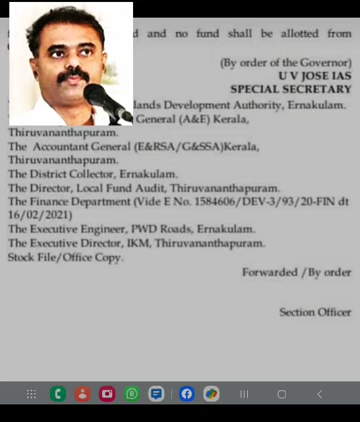 d and no fund shall be allotted from
(By order of the Governor)
U V JOSE IAS
SPECIAL SECRETARY
lands Development Authority, Ernakulam.
General (A&E) Kerala,
Thiruvananthapuram.
The Accountant General (E&RSA/G&SSA)Kerala,
Thiruvananthapuram.
The District Collector, Ernakulam.
The Director, Local Fund Audit, Thiruvananthapuram.
The Finance Department (Vide E No. 1584606/DEV-3/93/20-FIN dt
16/02/2021)
The Executive Engineer, PWD Roads, Ernakulam.
The Executive Director, IKM, Thiruvananthapuram.
Stock File/Office Copy.
Forwarded /By order
Section Officer